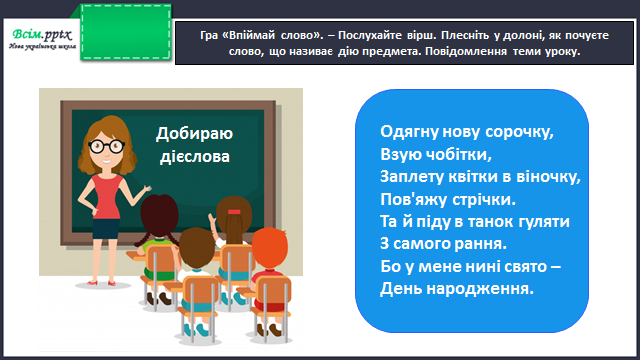 Всім.pptx
Нова українська школа
Гра «Впіймай слово». – Послухайте вірш. Плесніть у долоні, як почуєте
слово, що називає дію предмета. Повідомлення теми уроку.
Добираю
дієслова
Одягну нову сорочку,
Взую чобітки,
Заплету квітки в віночку,
Пов'яжу стрічки.
Та й піду в танок гуляти
З самого рання.
Бо у мене нині свято –
День народження.